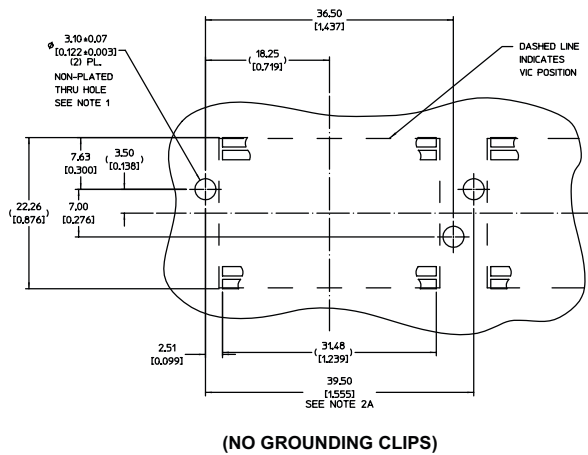 36.50
[1.437]
ø 3.10±0.07
[0.122±0.003]
(2) PL.
NON-PLATED
THRU HOLE
SEE NOTE 1
(18.25
[0.719])
DASHED LINE
INDICATES
VIC POSITION
7.63
[0.300]
(3.50
[0.138])
(22.26
[0.876])
7.00
[0.276]
2.51
[0.099]
(31.48
[1.239])
39.50
[1.555]
SEE NOTE 2A
(NO GROUNDING CLIPS)